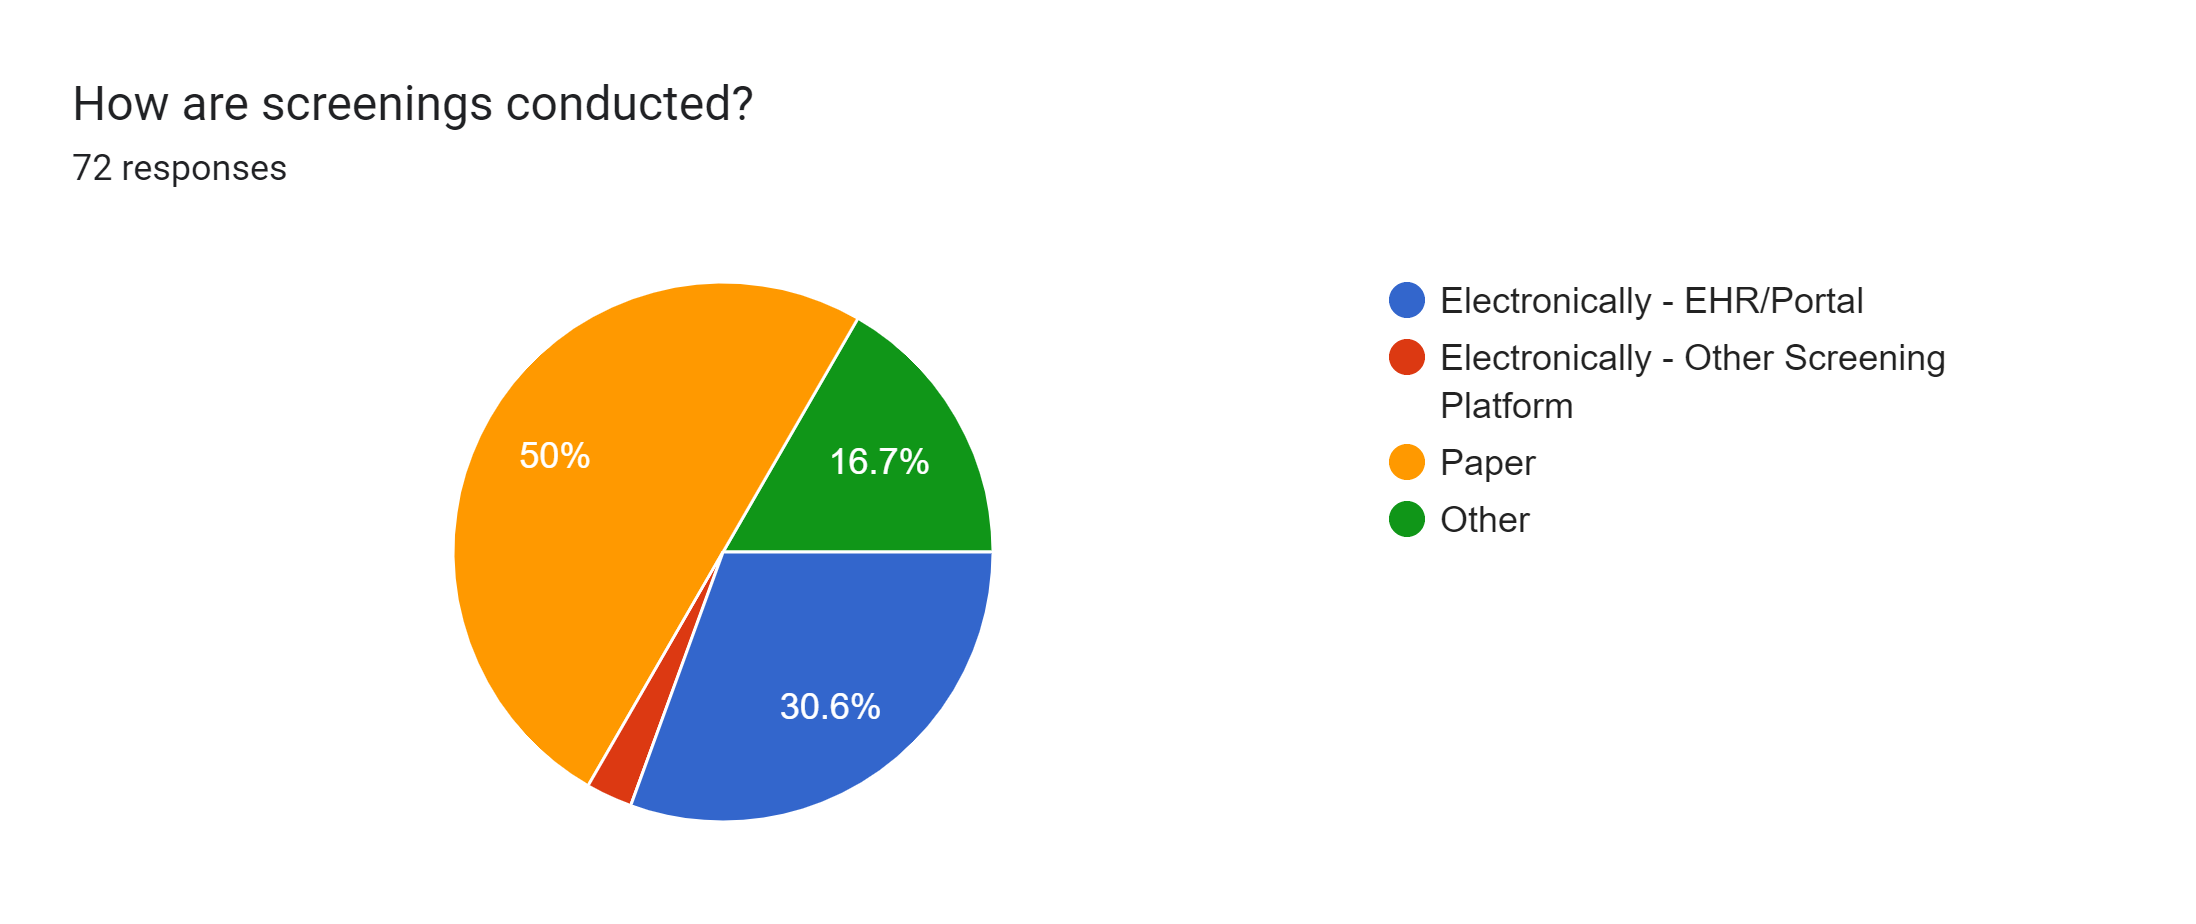 How are screenings conducted?
72 responses
50%
16.7%
30.6%
Electronically - EHR/Portal
Electronically - Other Screening
Platform
Paper
Other